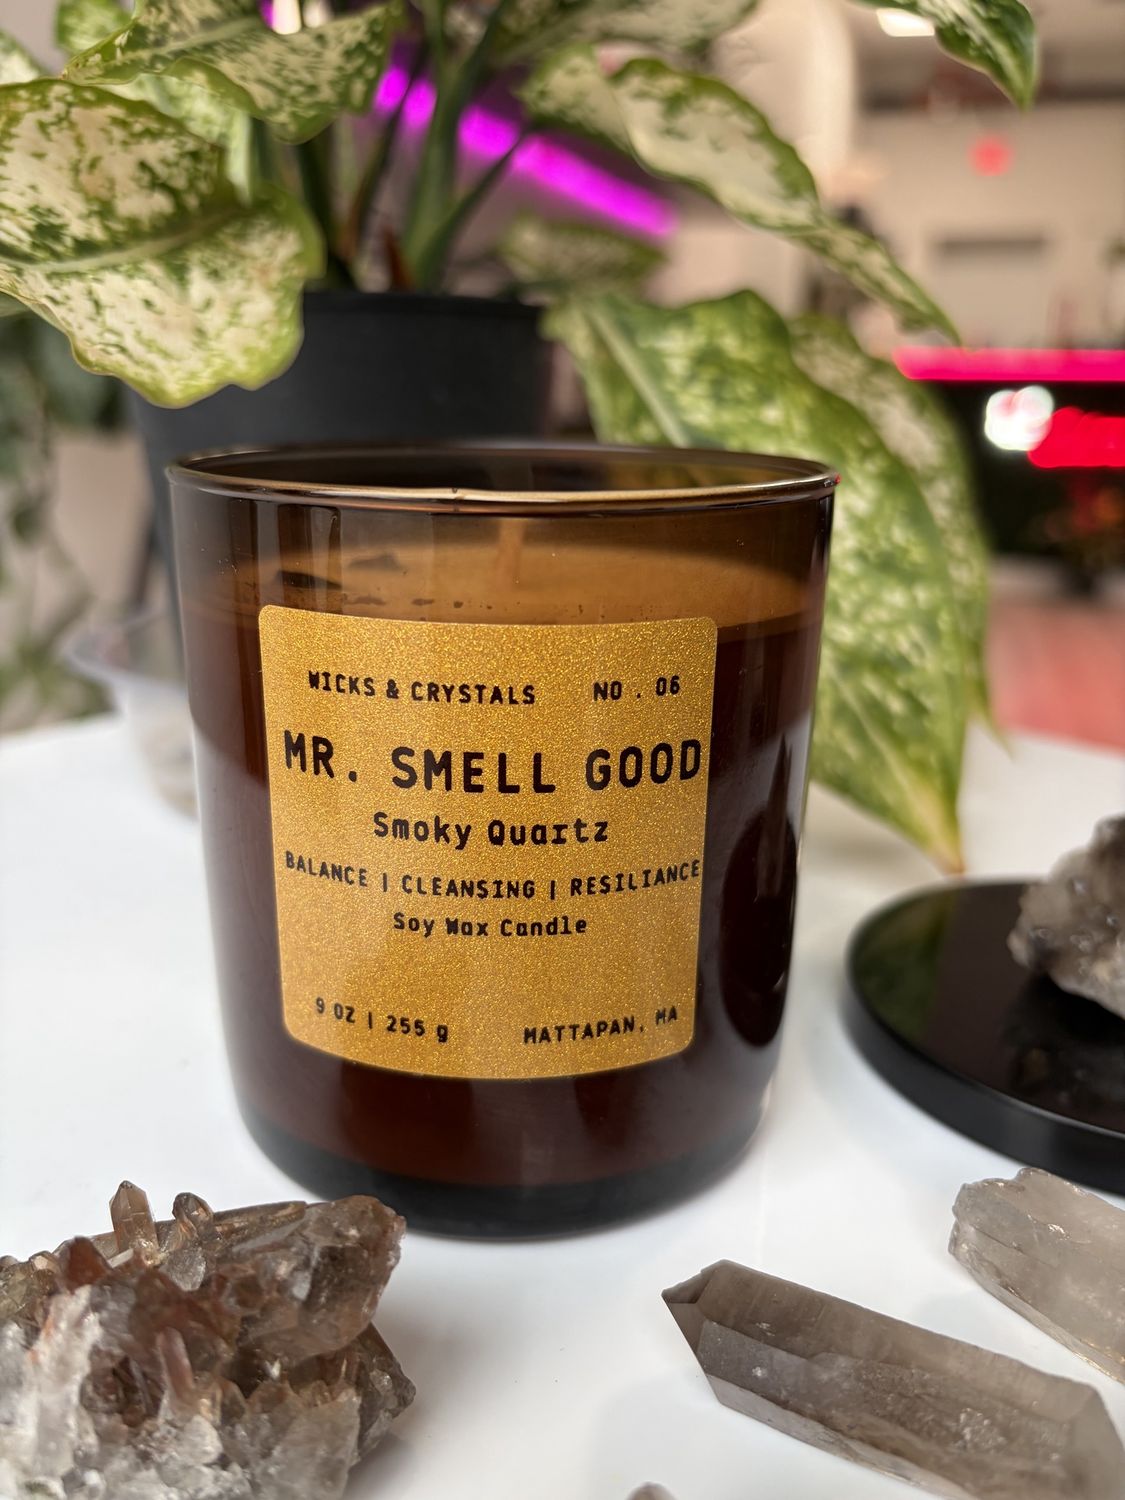 WICKS & CRYSTALS NO . 06
MR. SMELL GOOD
Smoky Quartz
BALANCE | CLEANSING | RESILIANCE
Soy Wax Candle
9 OZ | 255 g MATTAPAN, MA